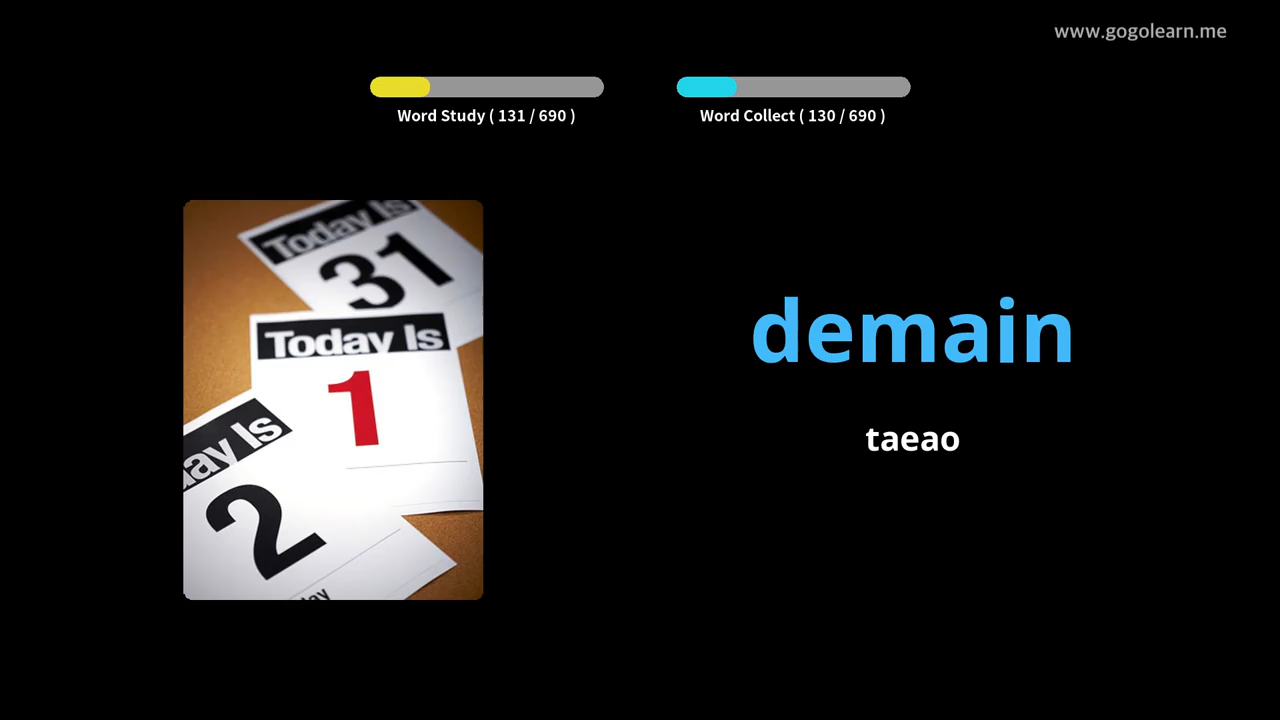 www.gogolearn.me
Word Study ( 131 / 690 )
Word Collect ( 130 / 690 )
Today Is
31
Today Is
1
ay Is
2
demain
taeao